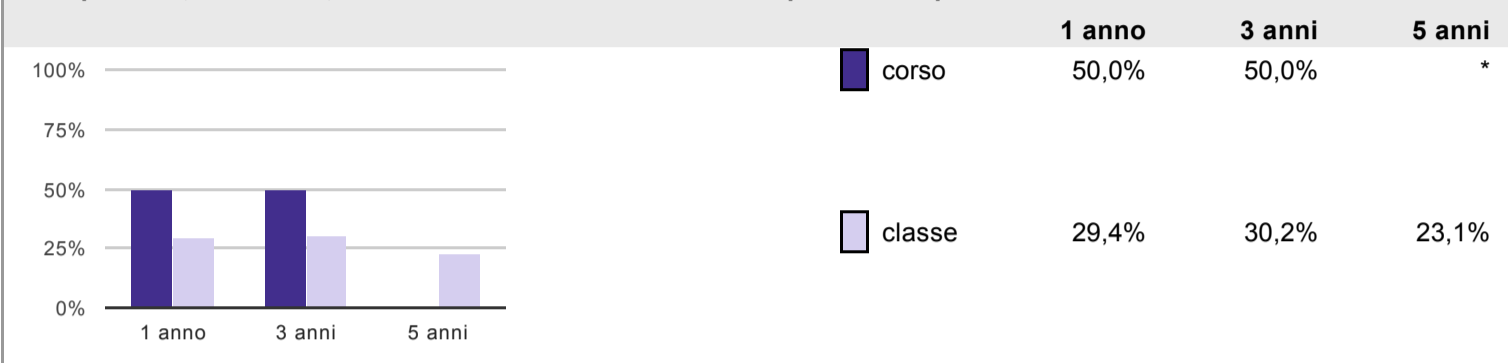 1 anno 3 anni 5 anni
100%
75%
50%
25%
0%
1 anno 3 anni 5 anni
corso 50,0% 50,0% *
classe 29,4% 30,2% 23,1%